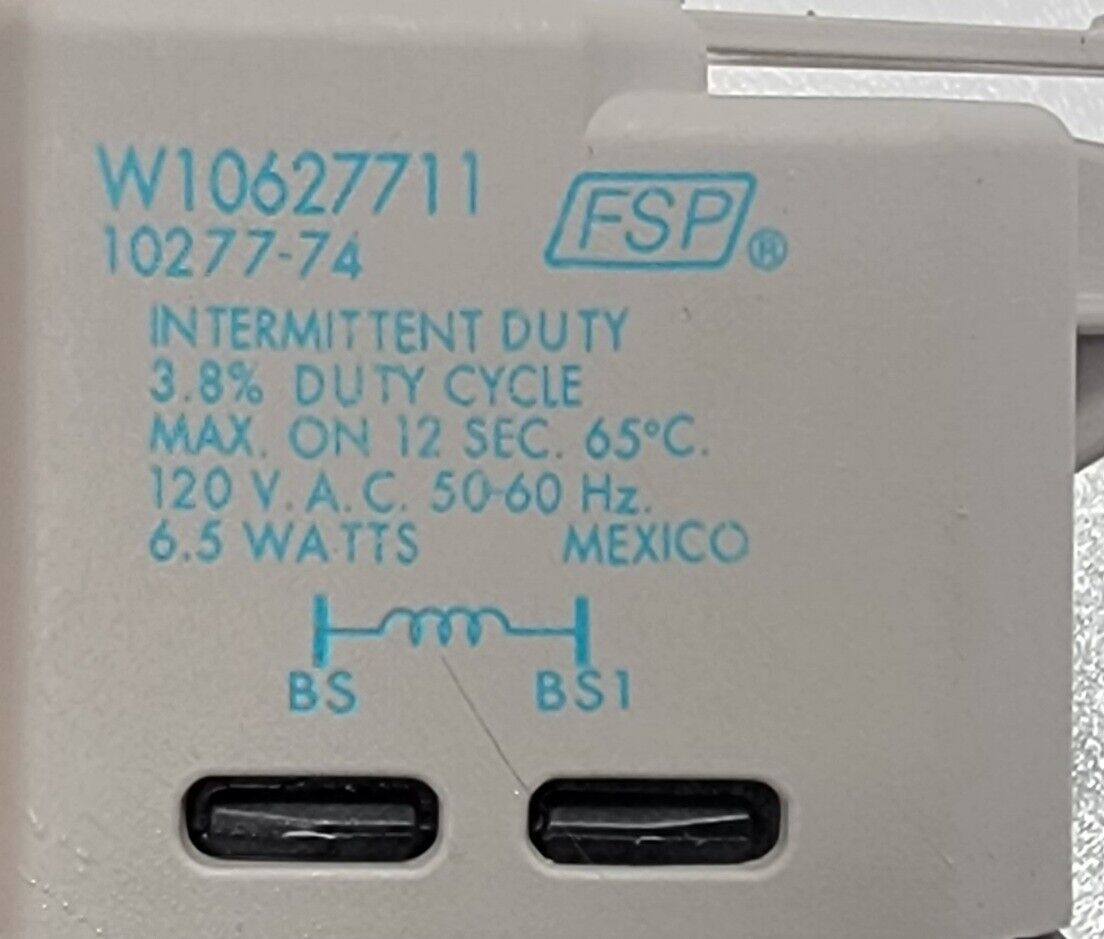 W10627711
FSP®
10277-74
INTERMITTENT DUTY
3.8% DUTY CYCLE
MAX. ON 12 SEC. 65°C.
120 V.A.C. 50-60 Hz.
6.5 WATTS MEXICO
BS BS1